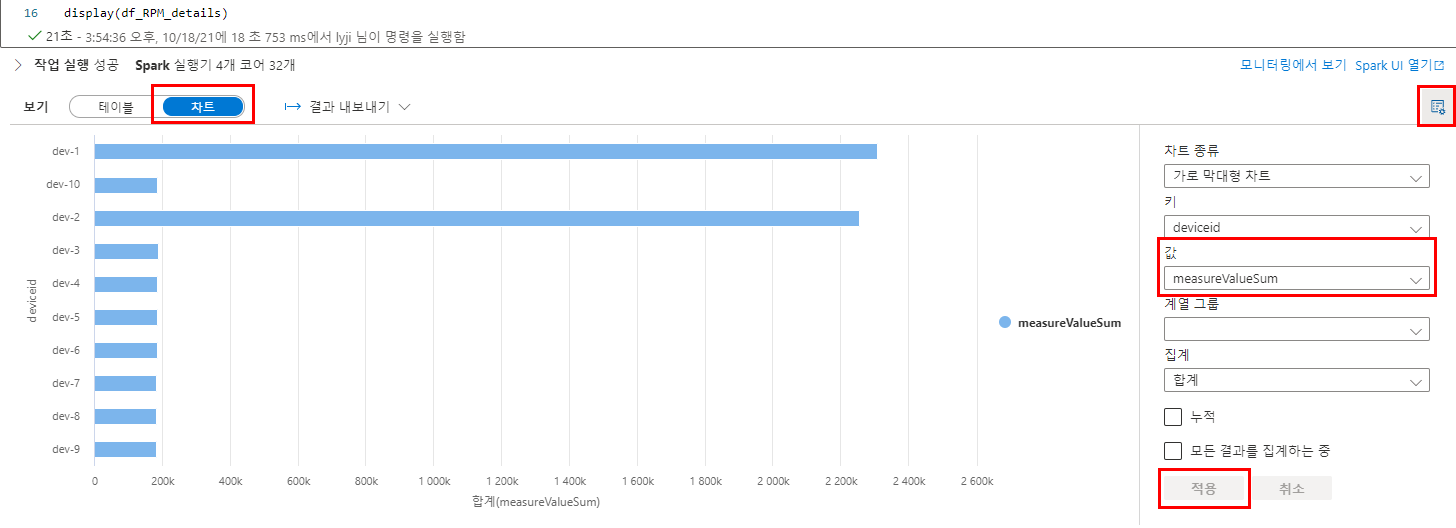 16 display(df_RPM_details)
21초 - 3:54:36 오후, 10/18/21에 18 초 753 ms에서 lyji 님이 명령을 실행함
작업 실행 성공 Spark 실행기 4개 코어 32개 모니터링에서 보기 Spark UI 열기
보기 테이블 차트 결과 내보내기
차트 종류
가로 막대형 차트
키
deviceid
값
measureValueSum
계열 그룹
집계
합계
누적
모든 결과를 집계하는 중
적용 취소
dev-1
dev-10
dev-2
dev-3
dev-4
dev-5
dev-6
dev-7
dev-8
dev-9
deviceid
measureValueSum
0 200k 400k 600k 800k 1 000k 1 200k 1 400k 1 600k 1 800k 2 000k 2 200k 2 400k 2 600k
합계(measureValueSum)